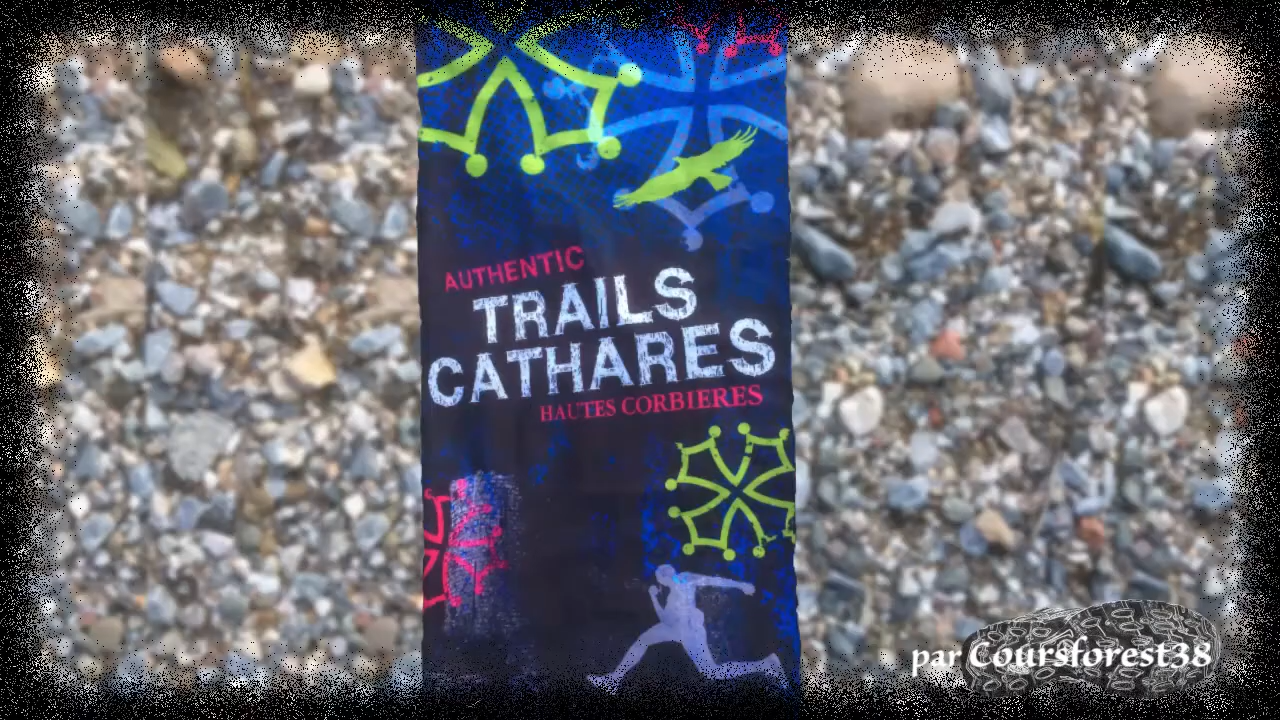 AUTHENTIC
TRAILS
CATHARES
HAUTES CORBIERES
par Coursforest38